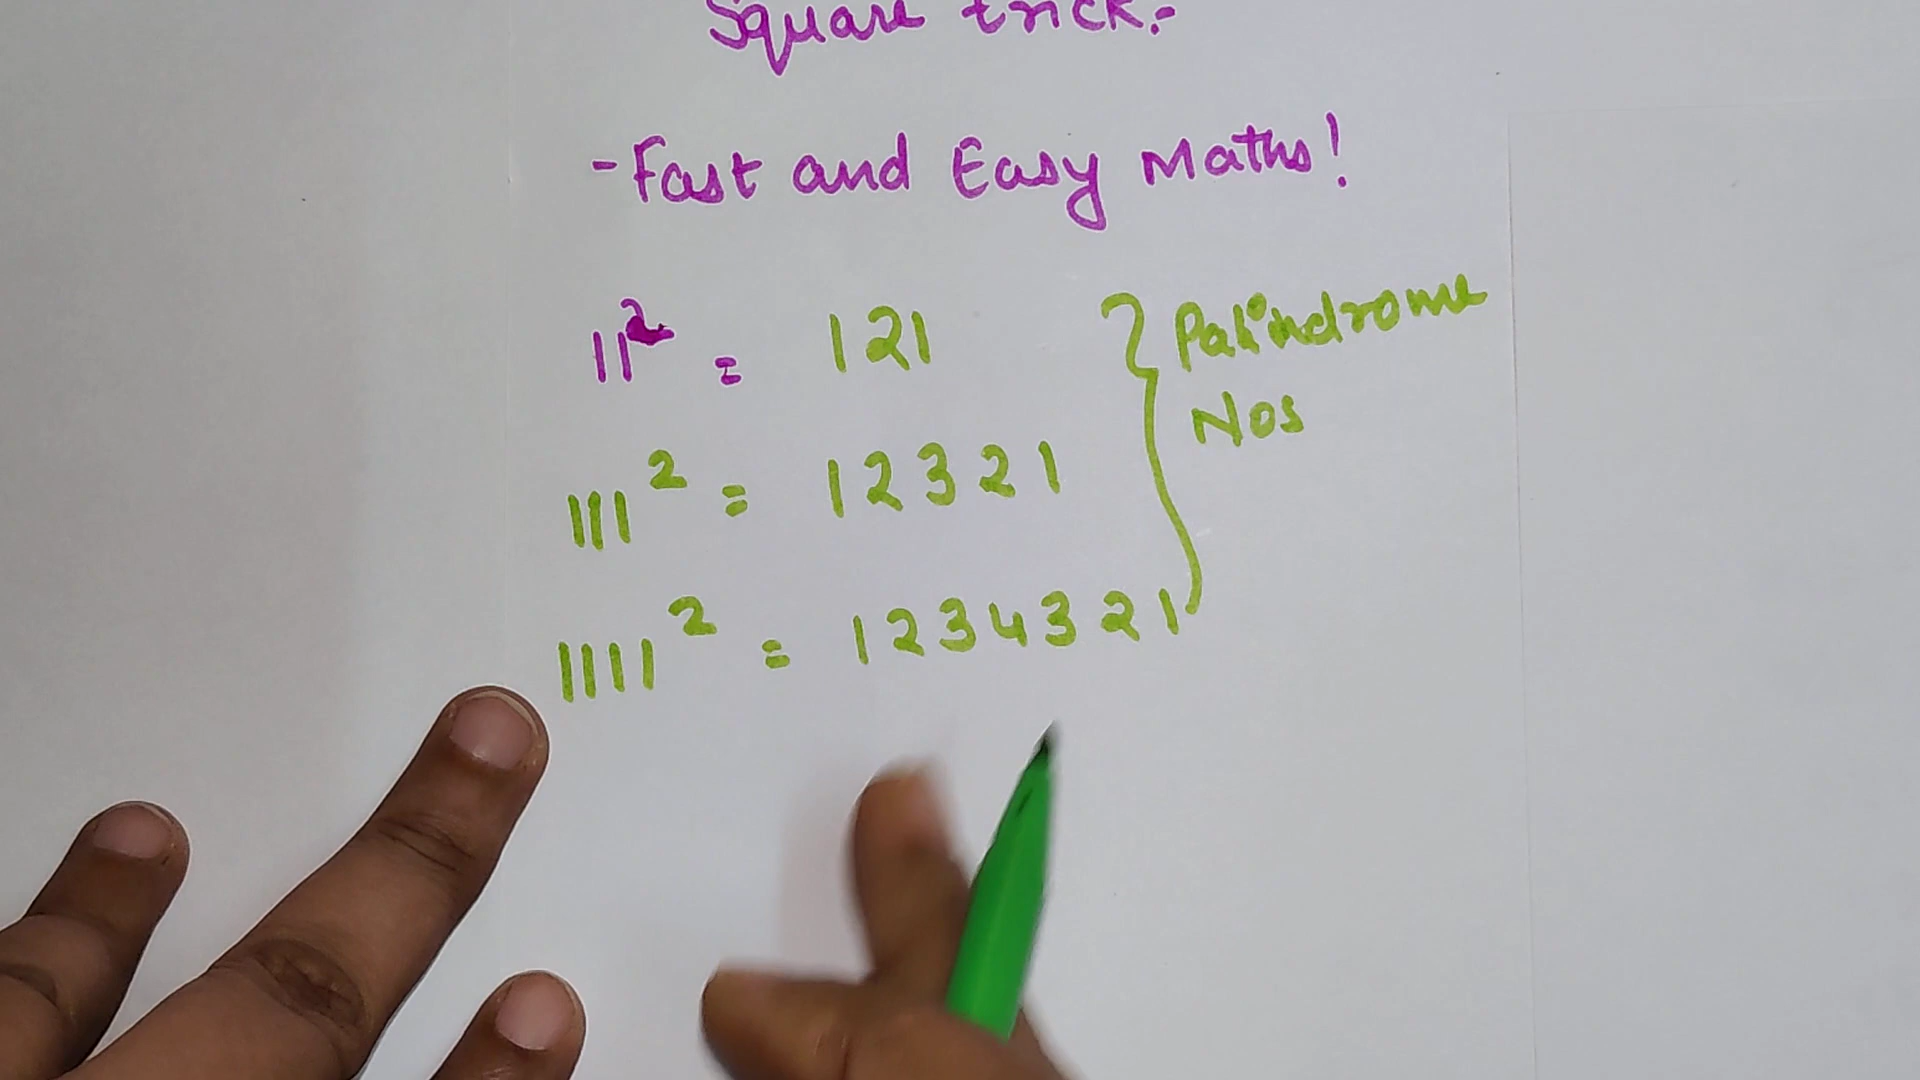 Square trick:-
-Fast and Easy Maths!
11² = 121
111² = 12321
1111² = 1234321
} Palindrome
Nos